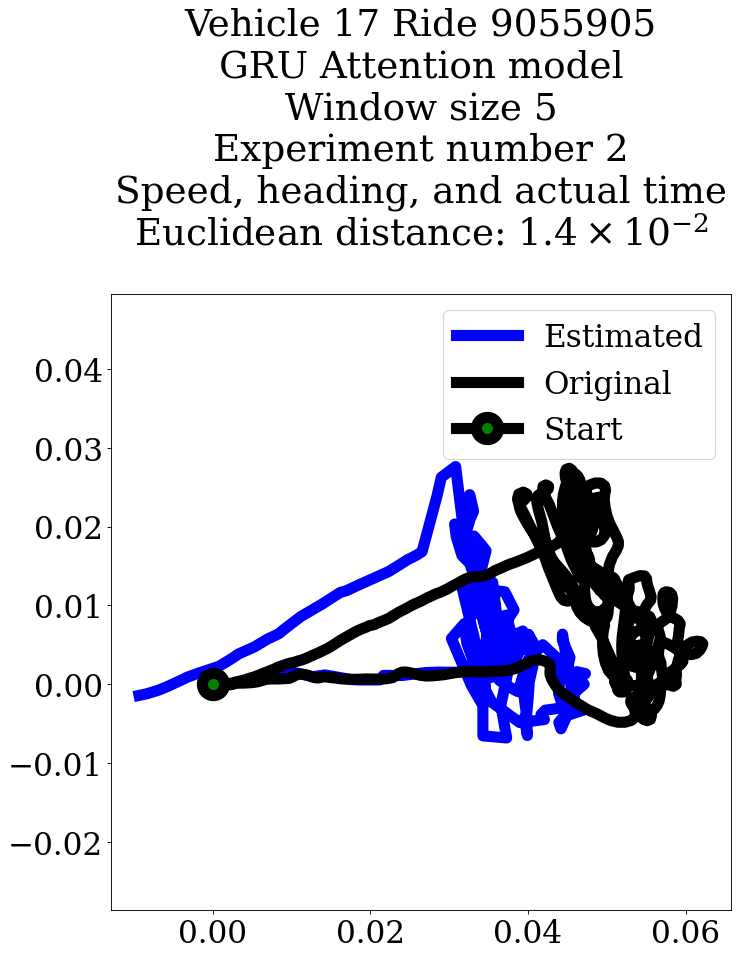 Vehicle 17 Ride 9055905
GRU Attention model
Window size 5
Experiment number 2
Speed, heading, and actual time
Euclidean distance: 1.4 × 10⁻²
Estimated
Original
Start
0.04
0.03
0.02
0.01
0.00
−0.01
−0.02
0.00 0.02 0.04 0.06